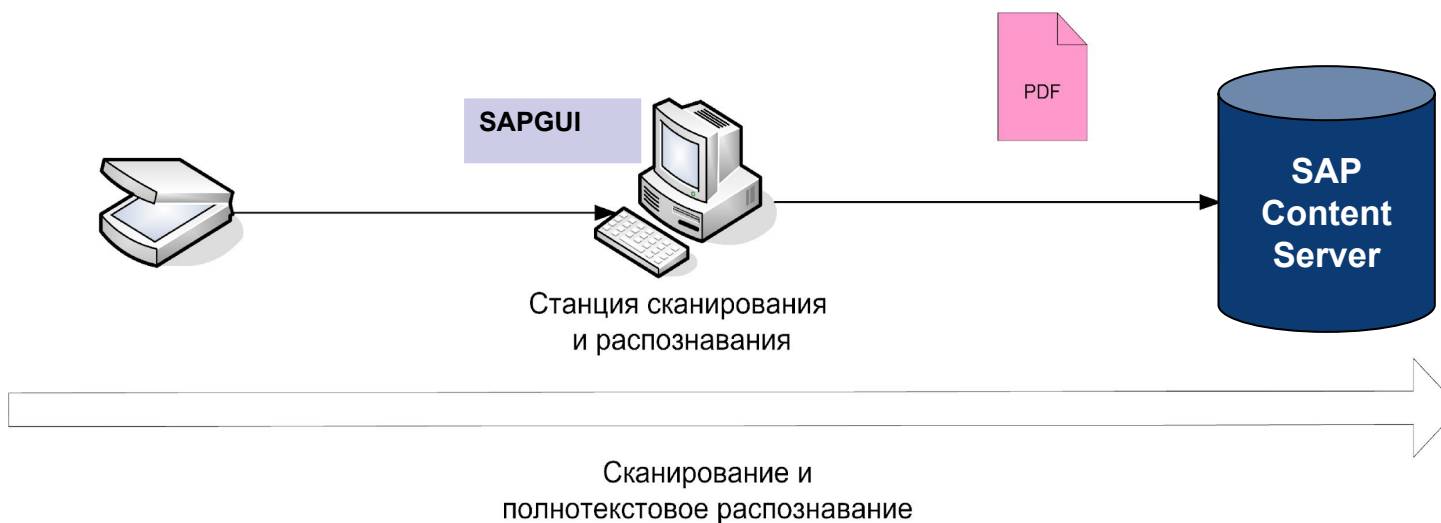 PDF
SAPGUI
SAP
Content
Server
Станция сканирования
и распознавания
Сканирование и
полнотекстовое распознавание